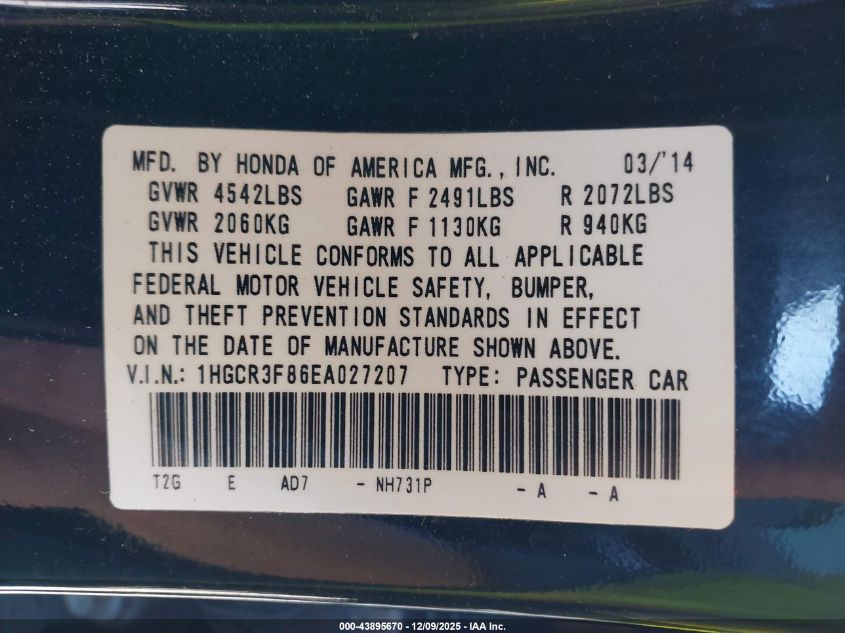 MFD. BY HONDA OF AMERICA MFG., INC. 03/'14
GVWR 4542LBS GAWR F 2491LBS R 2072LBS
GVWR 2060KG GAWR F 1130KG R 940KG
THIS VEHICLE CONFORMS TO ALL APPLICABLE
FEDERAL MOTOR VEHICLE SAFETY, BUMPER,
AND THEFT PREVENTION STANDARDS IN EFFECT
ON THE DATE OF MANUFACTURE SHOWN ABOVE.
V.I.N.: 1HGCR3F86EA027207 TYPE: PASSENGER CAR
T2G E AD7 - NH731P - A - A
000-43895670 - 12/09/2025 - IAA Inc.